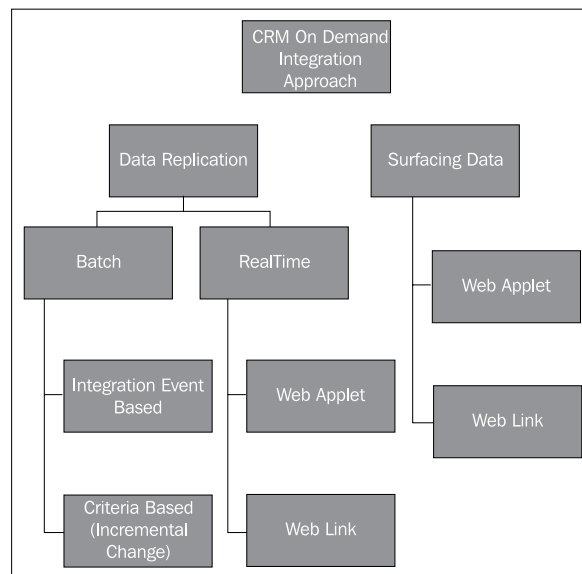 CRM On Demand
Integration
Approach
Data Replication
Surfacing Data
Batch
RealTime
Web Applet
Integration Event
Based
Web Applet
Web Link
Criteria Based
(Incremental
Change)
Web Link